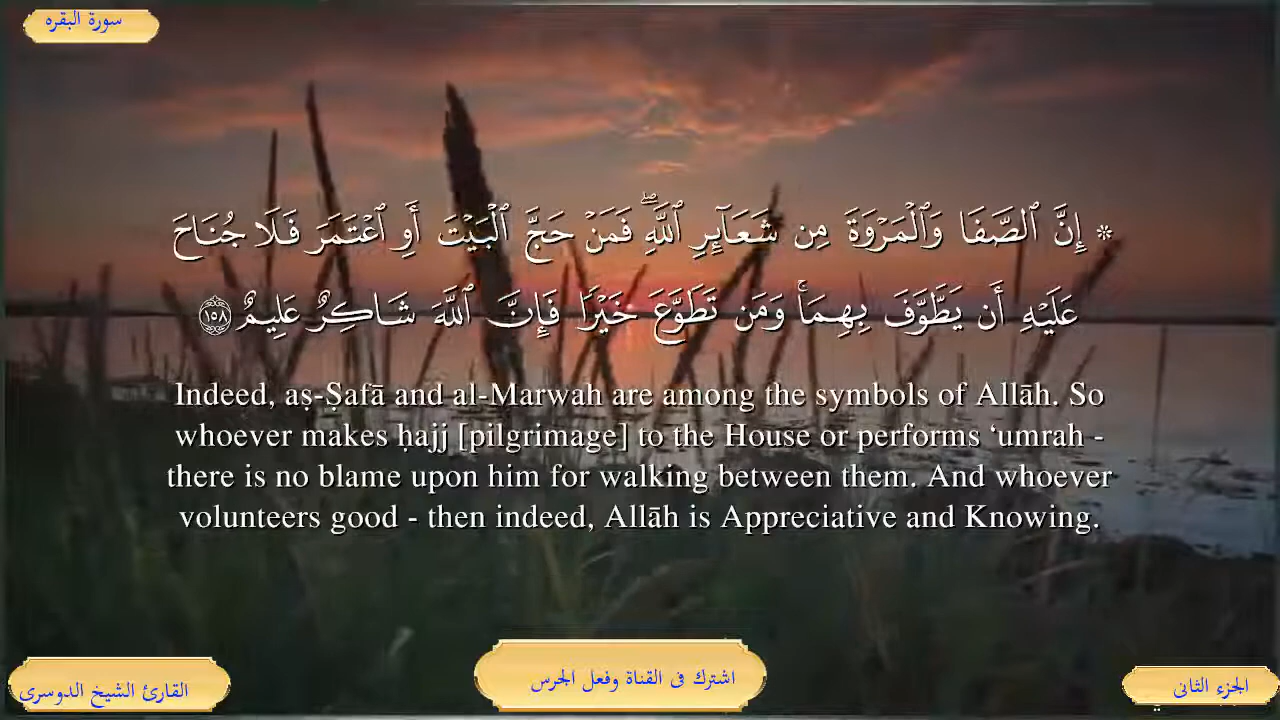 سورة البقره
۞ إِنَّ ٱلصَّفَا وَٱلْمَرْوَةَ مِن شَعَآئِرِ ٱللَّهِۖ فَمَنْ حَجَّ ٱلْبَيْتَ أَوِ ٱعْتَمَرَ فَلَا جُنَاحَ
عَلَيْهِ أَن يَطَّوَّفَ بِهِمَاۚ وَمَن تَطَوَّعَ خَيْرًا فَإِنَّ ٱللَّهَ شَاكِرٌ عَلِيمٌ ١٥٨
Indeed, aṣ-Ṣafā and al-Marwah are among the symbols of Allāh. So
whoever makes ḥajj [pilgrimage] to the House or performs ‘umrah -
there is no blame upon him for walking between them. And whoever
volunteers good - then indeed, Allāh is Appreciative and Knowing.
القارئ الشيخ الدوسرى
اشترك فى القناة وفعل الجرس
الجزء الثانى